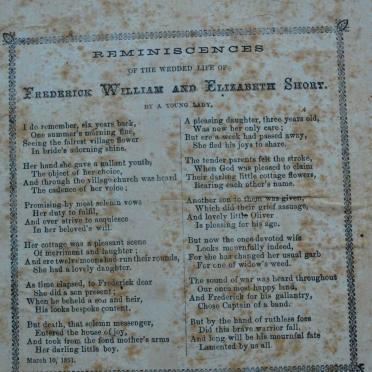 REMINISCENCES
OF THE WEDDED LIFE OF
FREDERICK WILLIAM AND ELIZABETH SHORT.
BY A YOUNG LADY.
I do remember, six years back,
One summer's morning fine,
Seeing the fairest village flower
In bride's adorning shine.
Her hand she gave a gallant youth,
The object of her choice,
And through the village church was heard
The cadence of her voice;
Promising by most solemn vows
Her duty to fulfil,
And ever strive to acquiesce
In her beloved's will.
Her cottage was a pleasant scene
Of merriment and laughter;
And ere twelve months had run their rounds,
She had a lovely daughter.
As time elapsed, to Frederick dear
She did a son present;
When he beheld a son and heir,
His looks bespoke content.
But death, that solemn messenger,
Entered the house of joy,
And took from the fond mother's arms
Her darling little boy.
March 10, 1851.
A pleasing daughter, three years old,
Was now her only care;
But ere a week had passed away,
She fled his joys to share.
The tender parents felt the stroke,
When God was pleased to claim
Their darling little cottage flowers,
Bearing each other's name.
Another son to them was given,
Which did their grief assuage,
And lovely little Oliver
Is pleasing for his age.
But now the once devoted wife
Looks mournfully indeed,
For she has changed her usual garb
For one of widow's weed.
The sound of war was heard throughout
Our once most happy land,
And Frederick for his gallantry,
Chose Captain of a band.
But by the hand of ruthless foes
Did this brave warrior fall,
And long will be his mournful fate
Lamented by us all.